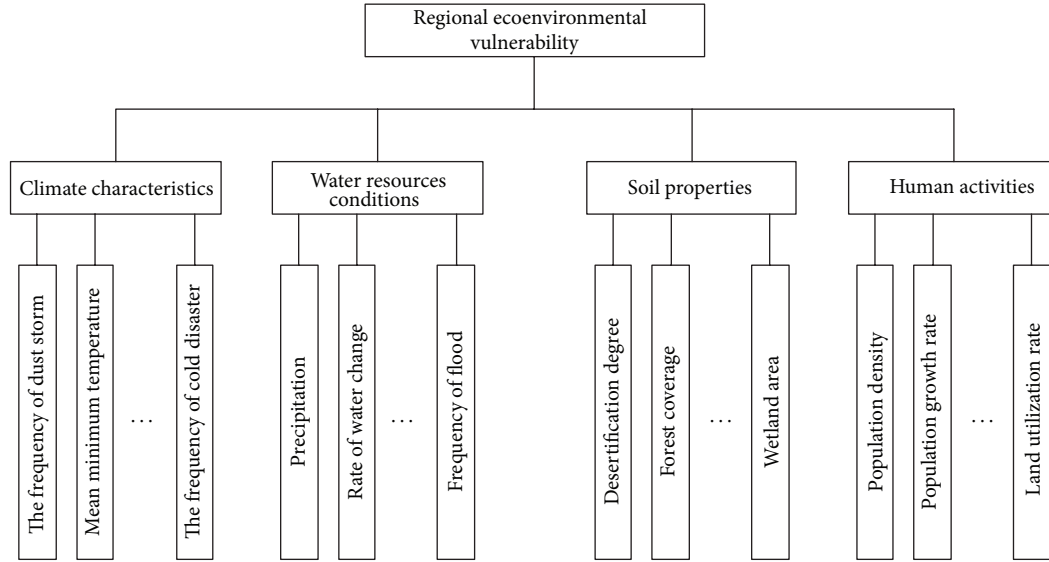 Regional ecoenvironmental
vulnerability
Climate characteristics
Water resources
conditions
Soil properties
Human activities
The frequency of dust storm
Mean minimum temperature
...
The frequency of cold disaster
Precipitation
Rate of water change
...
Frequency of flood
Desertification degree
Forest coverage
...
Wetland area
Population density
Population growth rate
...
Land utilization rate